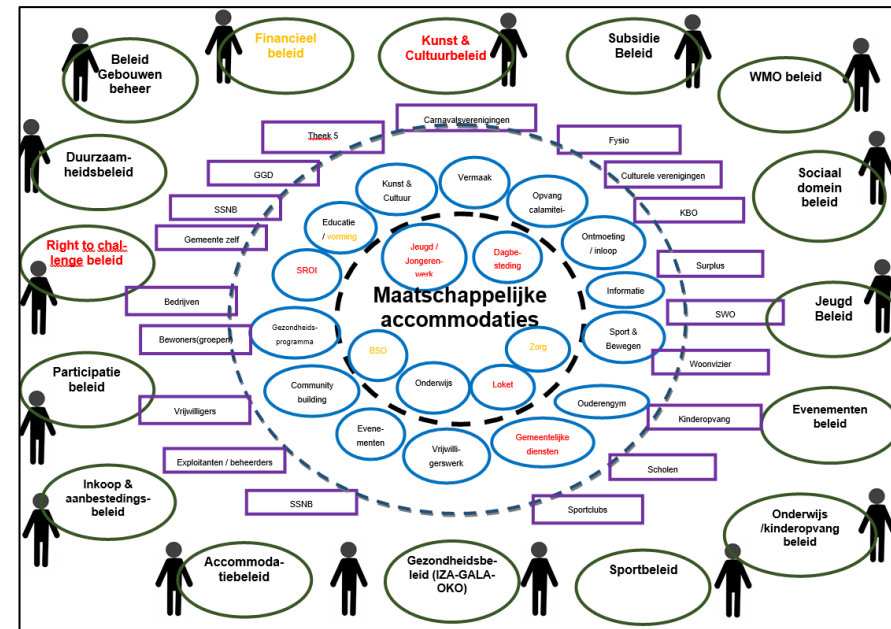 Beleid
Gebouwen
beheer
Financieel
beleid
Kunst &
Cultuurbeleid
Subsidie
Beleid
WMO beleid
Duurzaam-
heidsbeleid
Sociaal
domein
beleid
Right to chal-
lenge beleid
Jeugd
Beleid
Participatie
beleid
Evenementen
beleid
Inkoop &
aanbestedings-
beleid
Onderwijs
/kinderopvang
beleid
Accommoda-
tiebeleid
Gezondheidsbe-
leid (IZA-GALA-
OKO)
Sportbeleid
Carnavalsverenigingen
Theek 5
Fysio
GGD
Culturele verenigingen
SSNB
KBO
Gemeente zelf
Surplus
Bedrijven
SWO
Bewoners(groepen)
Woonvizier
Vrijwilligers
Kinderopvang
Exploitanten / beheerders
Scholen
SSNB
Sportclubs
Kunst &
Cultuur
Vermaak
Opvang
calamitei-
Educatie
/ vorming
Ontmoeting
/ inloop
SROI
Informatie
Gezondheids-
programma
Sport &
Bewegen
Community
building
Ouderengym
Evene-
menten
Vrijwilli-
gerswerk
Gemeentelijke
diensten
Jeugd /
Jongeren-
werk
Dagbe-
steding
Maatschappelijke
accommodaties
BSO
Zorg
Onderwijs
Loket